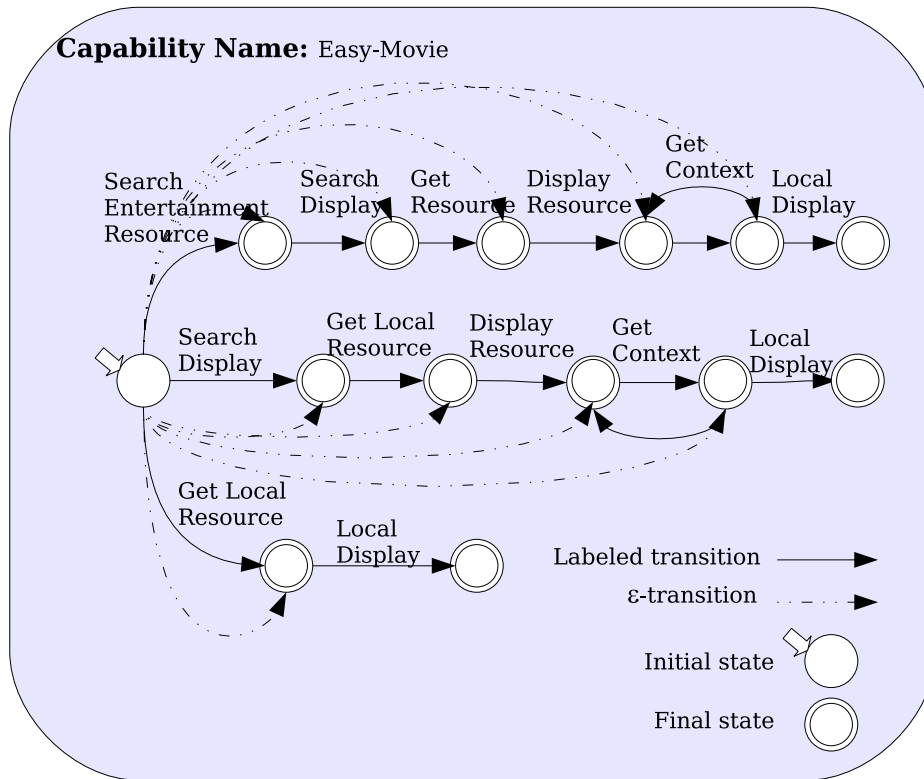 Capability Name: Easy-Movie
Get
Context
Search
Entertainment
Resource
Search
Display
Get
Resource
Display
Resource
Local
Display
Search
Display
Get Local
Resource
Display
Resource
Get
Context
Local
Display
Get Local
Resource
Local
Display
Labeled transition
ε-transition
Initial state
Final state